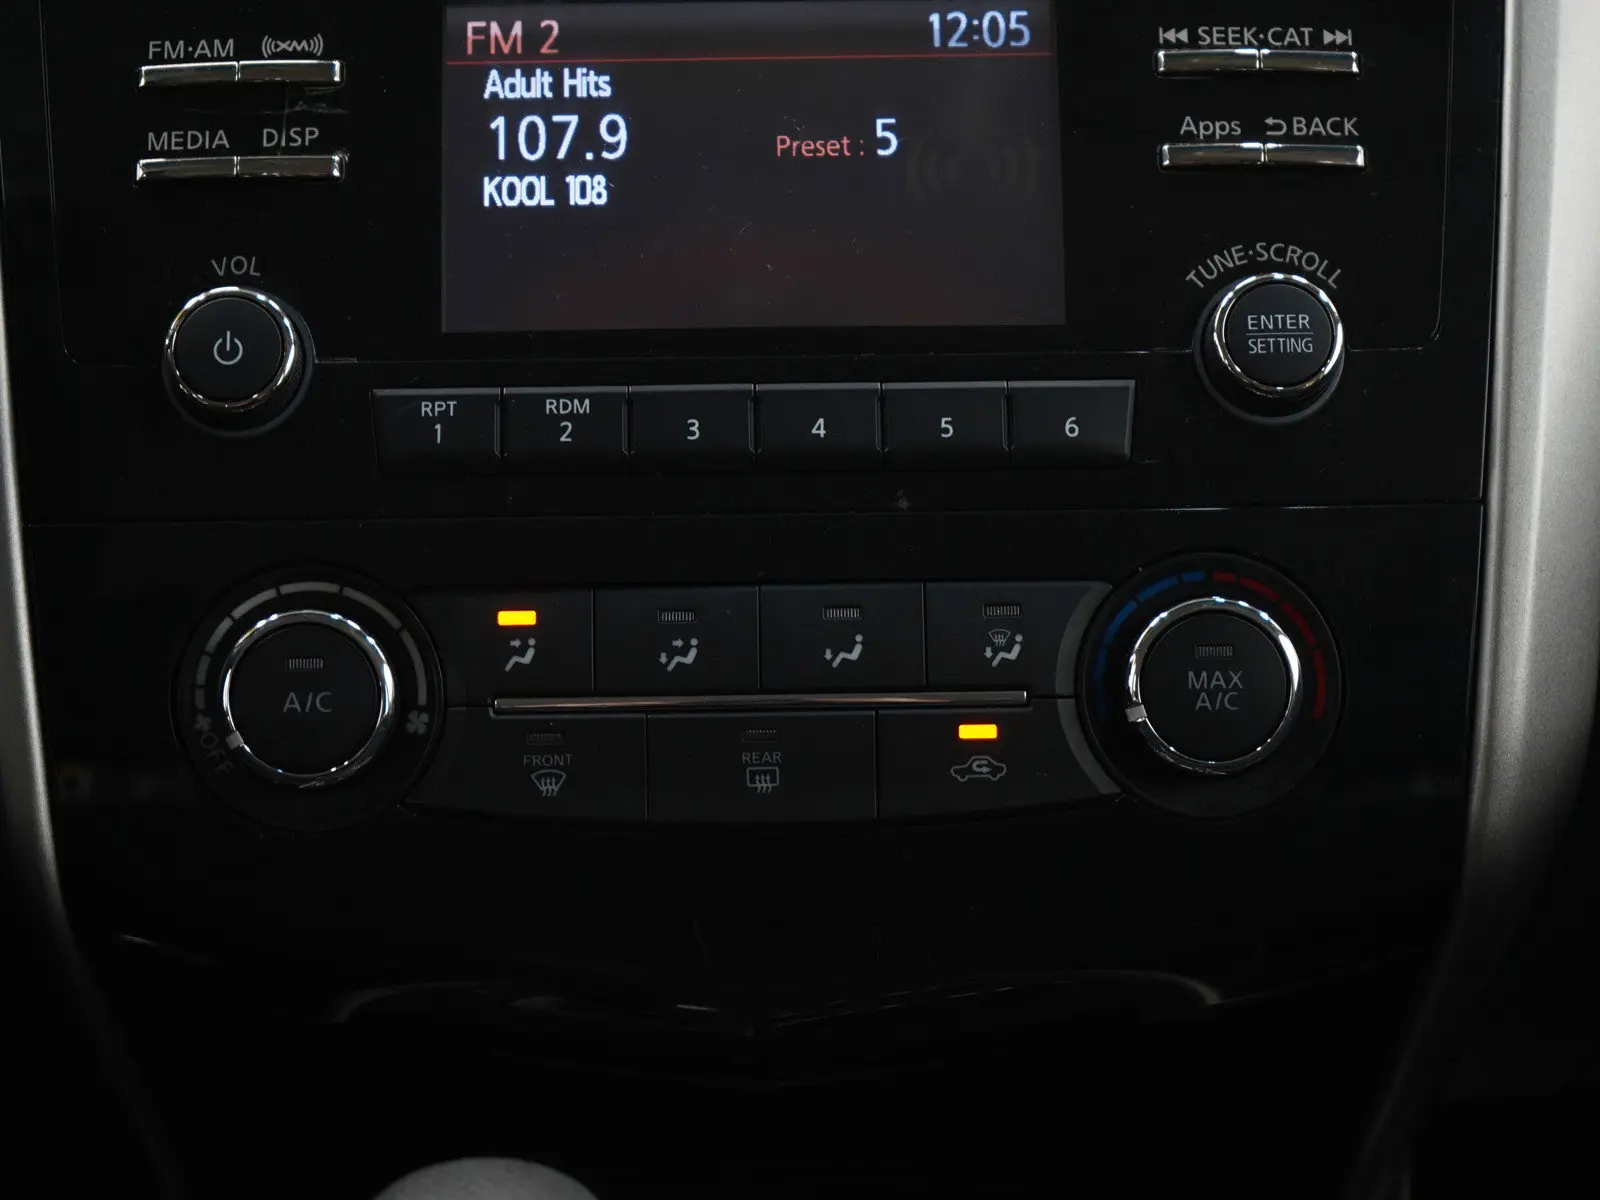 FM·AM (((XM)))
MEDIA DISP
VOL
FM 2 12:05
Adult Hits
107.9
Preset : 5
KOOL 108
SEEK·CAT
Apps BACK
TUNE·SCROLL
ENTER
SETTING
RPT
1
RDM
2
3
4
5
6
A/C
OFF
MAX
A/C
FRONT
REAR